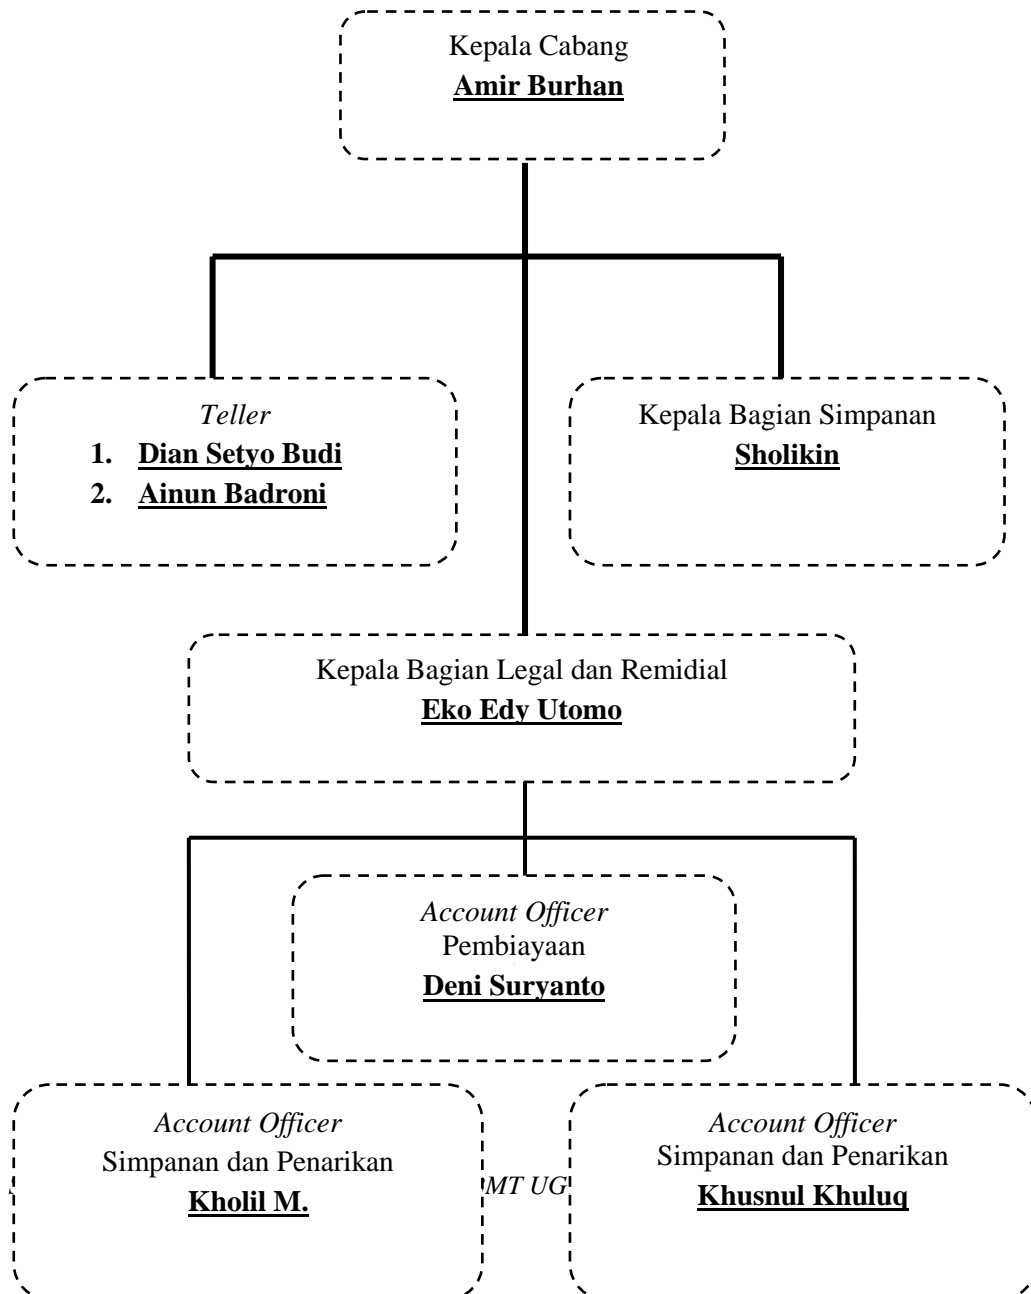 Kepala Cabang
Amir Burhan
Teller
1. Dian Setyo Budi
2. Ainun Badroni
Kepala Bagian Simpanan
Sholikin
Kepala Bagian Legal dan Remidial
Eko Edy Utomo
Account Officer
Pembiayaan
Deni Suryanto
Account Officer
Simpanan dan Penarikan
Kholil M.
MT UG
Account Officer
Simpanan dan Penarikan
Khusnul Khuluq